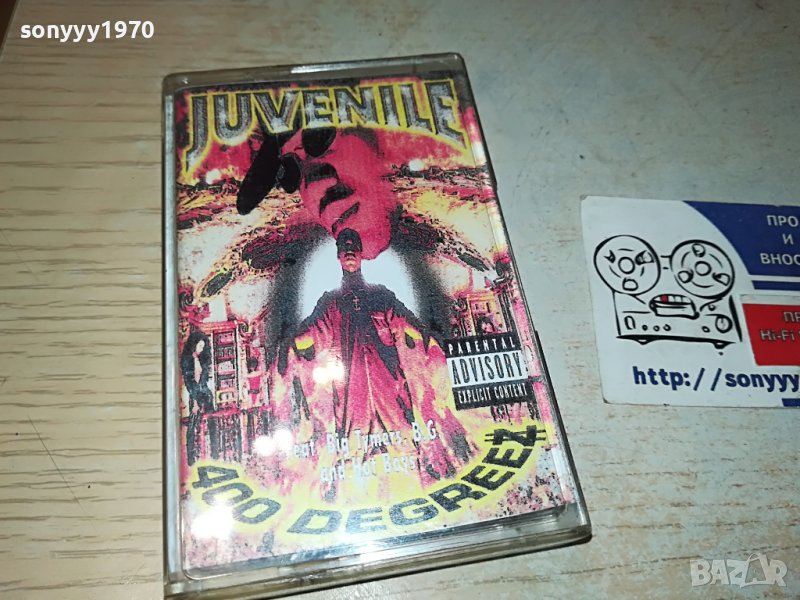 sonyyy1970
JUVENILE
PARENTAL
ADVISORY
EXPLICIT CONTENT
Feat. Big Tymers, B.G.
and Hot Boys
400 DEGREEZ
ПРО
И
ВНОС
ПР
Hi-Fi
http://sonyyy
BAZAR